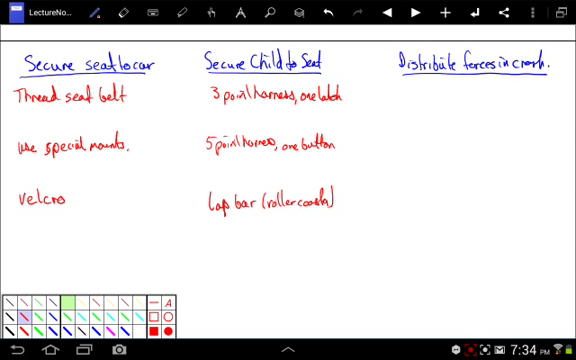 LectureNo...
Secure seat to car
Secure Child to Seat
Distribute forces in crash.
Thread seat belt
3 point harness, one latch
use special mounts.
5 point harness, one button
Velcro
Lap bar (rollercoaster)
A
7:34 PM